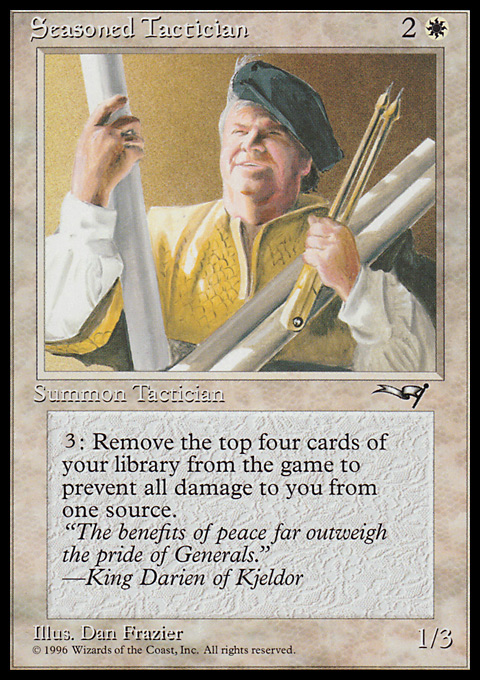 Seasoned Tactician 2
Summon Tactician
3: Remove the top four cards of
your library from the game to
prevent all damage to you from
one source.
“The benefits of peace far outweigh
the pride of Generals.”
—King Darien of Kjeldor
Illus. Dan Frazier
1/3
© 1996 Wizards of the Coast, Inc. All rights reserved.